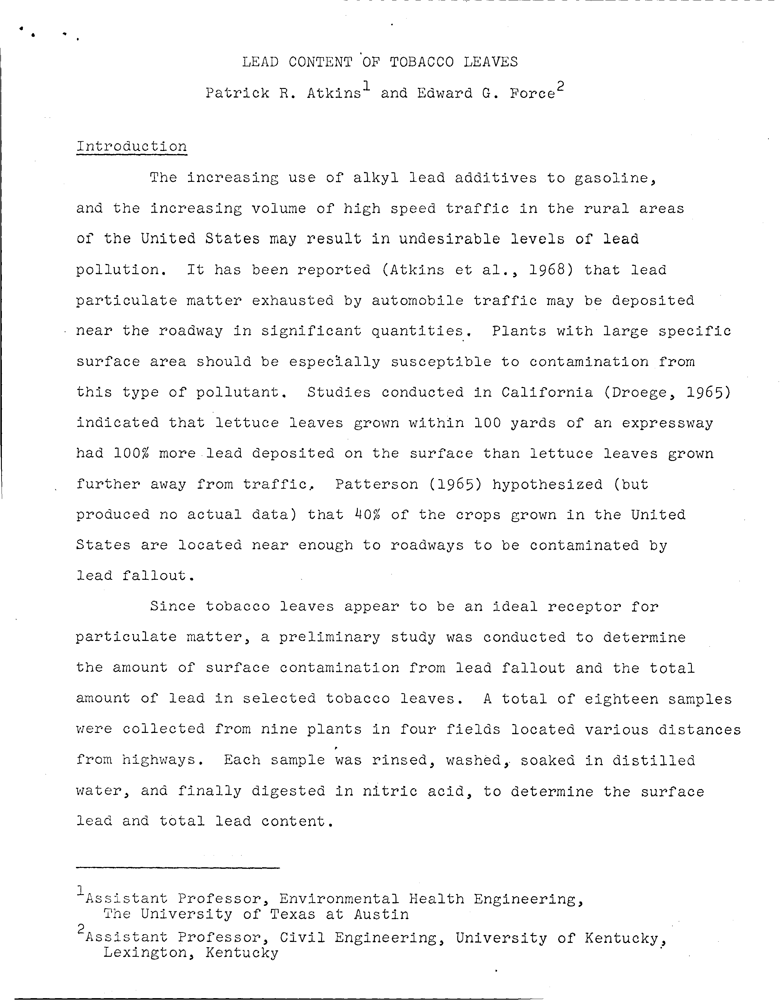 LEAD CONTENT OF TOBACCO LEAVES
Patrick R. Atkins1 and Edward G. Force2
Introduction
The increasing use of alkyl lead additives to gasoline,
and the increasing volume of high speed traffic in the rural areas
of the United States may result in undesirable levels of lead
pollution. It has been reported (Atkins et al., 1968) that lead
particulate matter exhausted by automobile traffic may be deposited
near the roadway in significant quantities. Plants with large specific
surface area should be especially susceptible to contamination from
this type of pollutant. Studies conducted in California (Droege, 1965)
indicated that lettuce leaves grown within 100 yards of an expressway
had 100% more lead deposited on the surface than lettuce leaves grown
further away from traffic. Patterson (1965) hypothesized (but
produced no actual data) that 40% of the crops grown in the United
States are located near enough to roadways to be contaminated by
lead fallout.
Since tobacco leaves appear to be an ideal receptor for
particulate matter, a preliminary study was conducted to determine
the amount of surface contamination from lead fallout and the total
amount of lead in selected tobacco leaves. A total of eighteen samples
were collected from nine plants in four fields located various distances
from highways. Each sample was rinsed, washed, soaked in distilled
water, and finally digested in nitric acid, to determine the surface
lead and total lead content.
1Assistant Professor, Environmental Health Engineering,
The University of Texas at Austin
2Assistant Professor, Civil Engineering, University of Kentucky,
Lexington, Kentucky